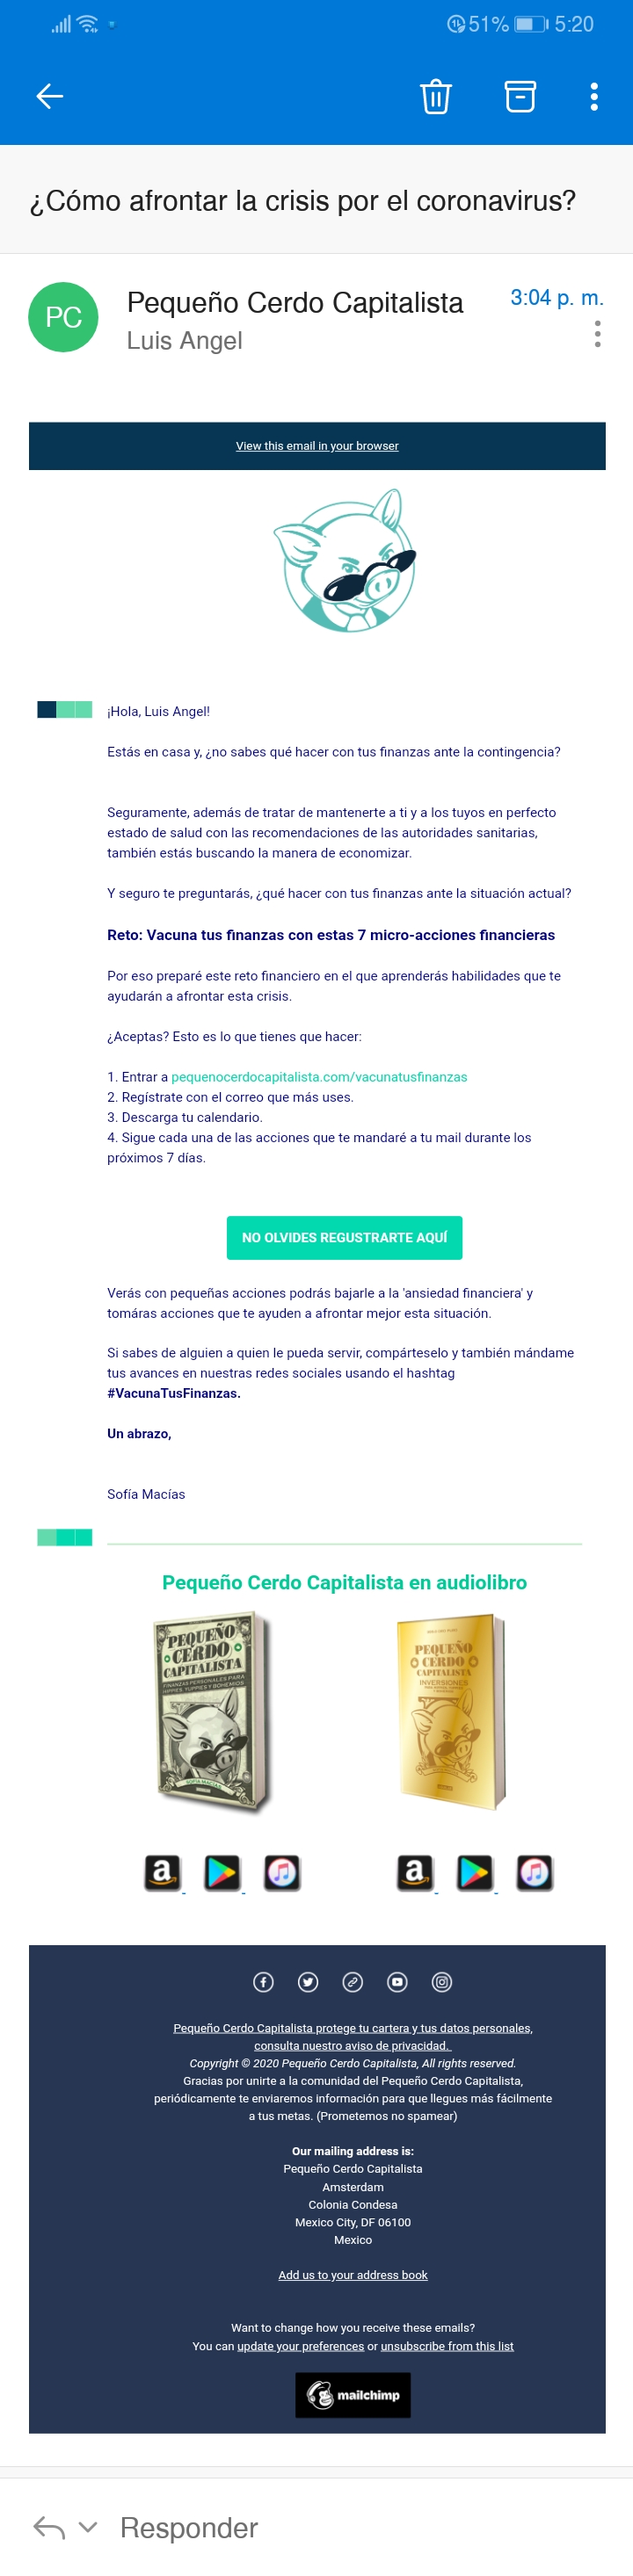 51% 5:20
¿Cómo afrontar la crisis por el coronavirus?
PC
Pequeño Cerdo Capitalista
3:04 p. m.
Luis Angel
View this email in your browser
¡Hola, Luis Angel!
Estás en casa y, ¿no sabes qué hacer con tus finanzas ante la contingencia?
Seguramente, además de tratar de mantenerte a ti y a los tuyos en perfecto
estado de salud con las recomendaciones de las autoridades sanitarias,
también estás buscando la manera de economizar.
Y seguro te preguntarás, ¿qué hacer con tus finanzas ante la situación actual?
Reto: Vacuna tus finanzas con estas 7 micro-acciones financieras
Por eso preparé este reto financiero en el que aprenderás habilidades que te
ayudarán a afrontar esta crisis.
¿Aceptas? Esto es lo que tienes que hacer:
1. Entrar a pequenocerdocapitalista.com/vacunatusfinanzas
2. Regístrate con el correo que más uses.
3. Descarga tu calendario.
4. Sigue cada una de las acciones que te mandaré a tu mail durante los
próximos 7 días.
NO OLVIDES REGUSTRARTE AQUÍ
Verás con pequeñas acciones podrás bajarle a la 'ansiedad financiera' y
tomáras acciones que te ayuden a afrontar mejor esta situación.
Si sabes de alguien a quien le pueda servir, compárteselo y también mándame
tus avances en nuestras redes sociales usando el hashtag
#VacunaTusFinanzas.
Un abrazo,
Sofía Macías
Pequeño Cerdo Capitalista en audiolibro
PEQUEÑO
CERDO
CAPITALISTA
FINANZAS PERSONALES PARA
HIPPIES, YUPPIES Y BOHEMIOS
SOFÍA MACÍAS
PEQUEÑO
CERDO
CAPITALISTA
INVERSIONES
Pequeño Cerdo Capitalista protege tu cartera y tus datos personales,
consulta nuestro aviso de privacidad.
Copyright © 2020 Pequeño Cerdo Capitalista, All rights reserved.
Gracias por unirte a la comunidad del Pequeño Cerdo Capitalista,
periódicamente te enviaremos información para que llegues más fácilmente
a tus metas. (Prometemos no spamear)
Our mailing address is:
Pequeño Cerdo Capitalista
Amsterdam
Colonia Condesa
Mexico City, DF 06100
Mexico
Add us to your address book
Want to change how you receive these emails?
You can update your preferences or unsubscribe from this list
mailchimp
Responder